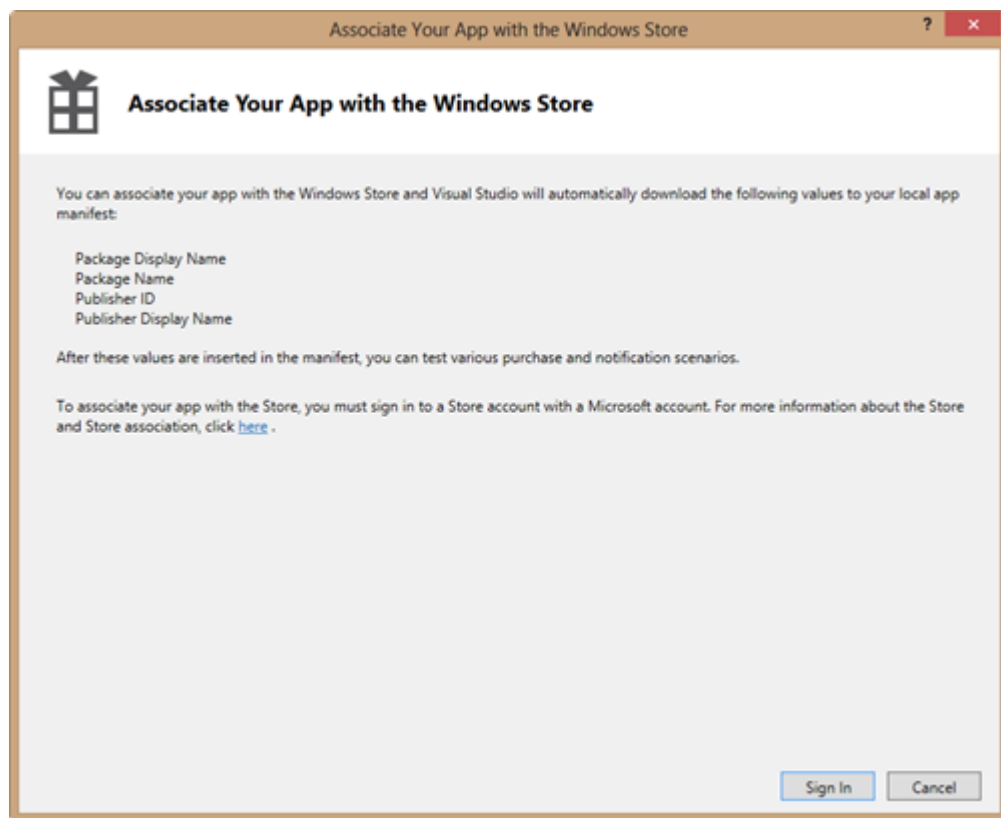 Associate Your App with the Windows Store
?
Associate Your App with the Windows Store
You can associate your app with the Windows Store and Visual Studio will automatically download the following values to your local app
manifest:
Package Display Name
Package Name
Publisher ID
Publisher Display Name
After these values are inserted in the manifest, you can test various purchase and notification scenarios.
To associate your app with the Store, you must sign in to a Store account with a Microsoft account. For more information about the Store
and Store association, click here .
Sign In Cancel